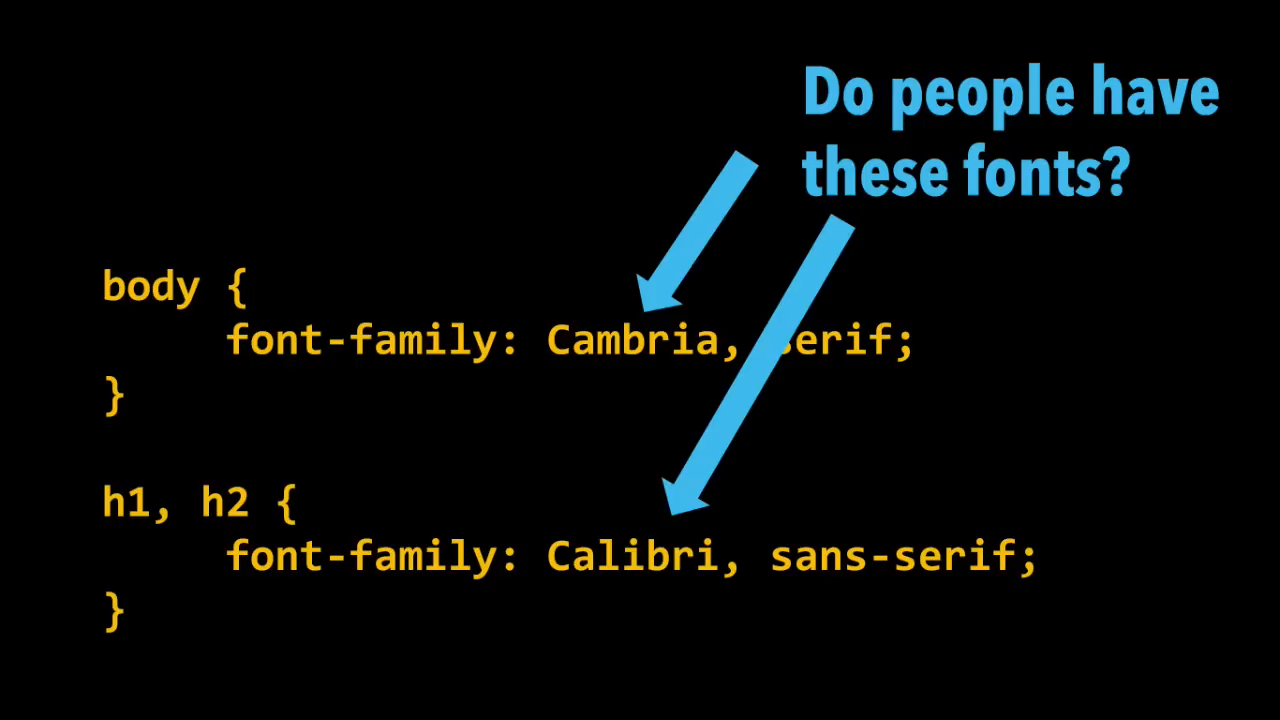 Do people have
these fonts?
body {
font-family: Cambria, serif;
}
h1, h2 {
font-family: Calibri, sans-serif;
}